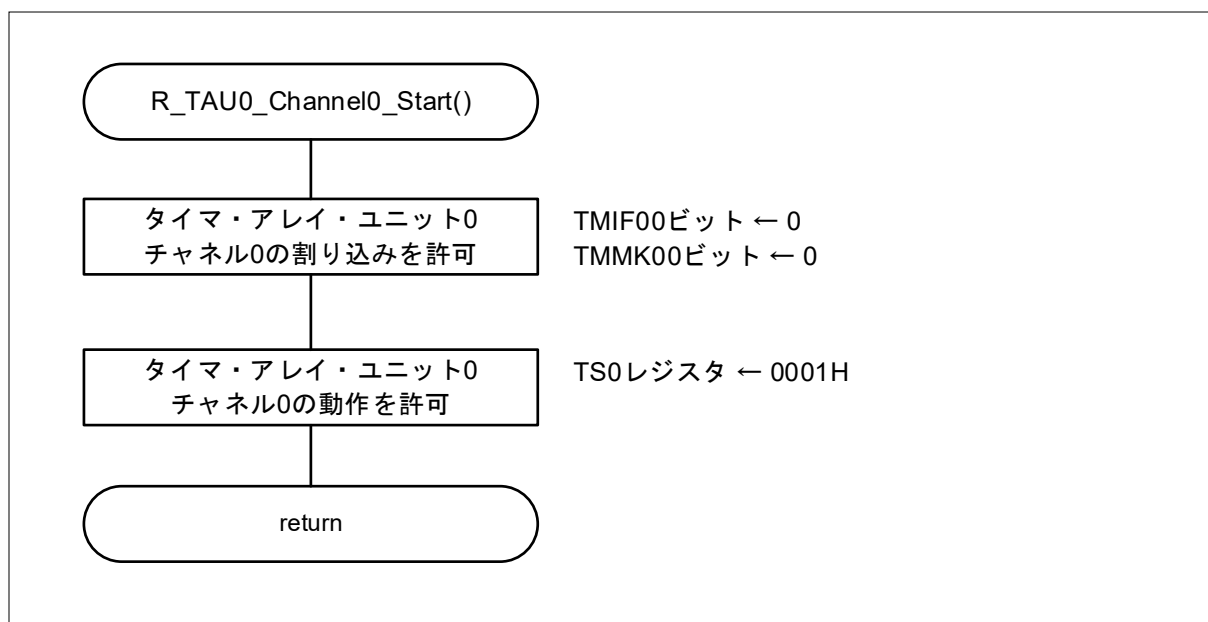 R_TAU0_Channel0_Start()
タイマ・アレイ・ユニット0
チャネル0の割り込みを許可
TMIF00ビット ← 0
TMMK00ビット ← 0
タイマ・アレイ・ユニット0
チャネル0の動作を許可
TS0レジスタ ← 0001H
return